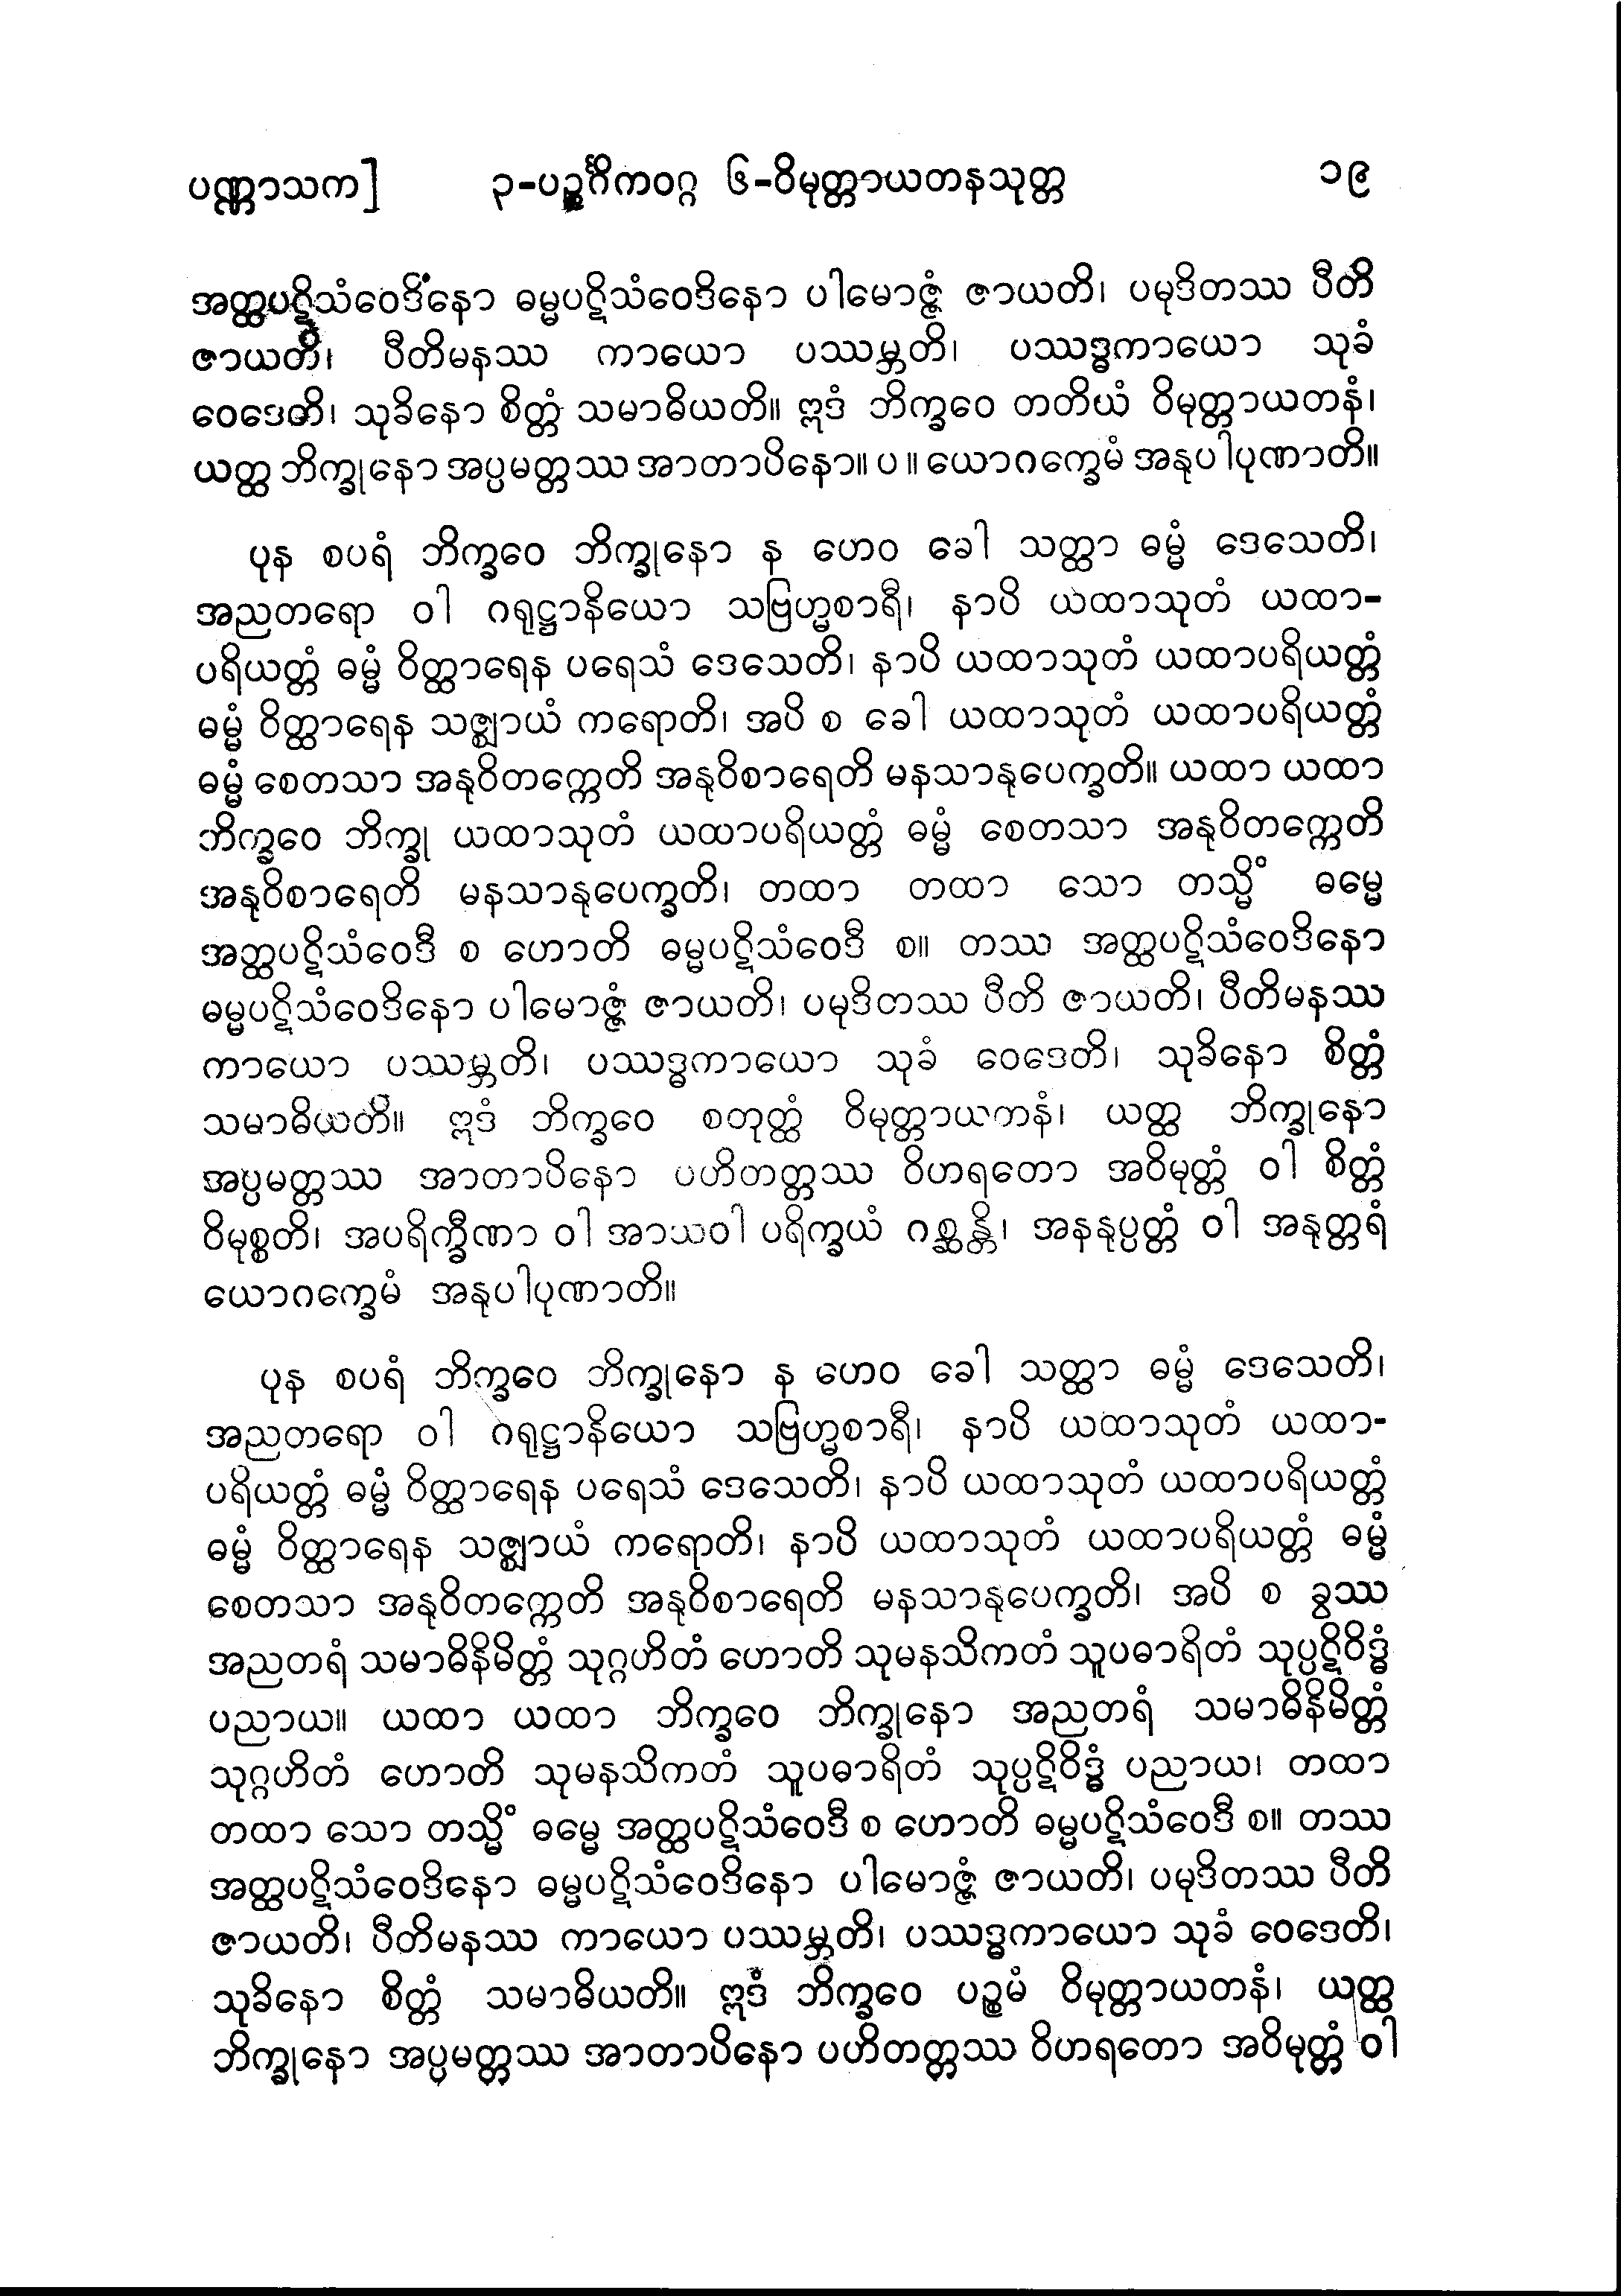 ပဏ္ဏာသက] ၃-ပဉ္စင်္ဂိကဝဂ္ဂ ၆-ဝိမုတ္တာယတနသုတ္တ ၁၉
အတ္ထပဋိသံဝေဒိနော ဓမ္မပဋိသံဝေဒိနော ပါမောဇ္ဇံ ဇာယတိ၊ ပမုဒိတဿ ပီတိ
ဇာယတိ၊ ပီတိမနဿ ကာယော ပဿမ္ဘတိ၊ ပဿဒ္ဓကာယော သုခံ
ဝေဒေတိ၊ သုခိနော စိတ္တံ သမာဓိယတိ။ ဣဒံ ဘိက္ခဝေ တတိယံ ဝိမုတ္တာယတနံ၊
ယတ္ထ ဘိက္ခုနော အပ္ပမတ္တဿ အာတာပိနော။ ပ ။ ယောဂက္ခေမံ အနုပါပုဏာတိ။
ပုန စပရံ ဘိက္ခဝေ ဘိက္ခုနော န ဟေဝ ခေါ သတ္ထာ ဓမ္မံ ဒေသေတိ၊
အညတရော ဝါ ဂရုဋ္ဌာနိယော သဗြဟ္မစာရီ၊ နာပိ ယထာသုတံ ယထာ-
ပရိယတ္တံ ဓမ္မံ ဝိတ္ထာရေန ပရေသံ ဒေသေတိ၊ နာပိ ယထာသုတံ ယထာပရိယတ္တံ
ဓမ္မံ ဝိတ္ထာရေန သဇ္ဈာယံ ကရောတိ၊ အပိ စ ခေါ ယထာသုတံ ယထာပရိယတ္တံ
ဓမ္မံ စေတသာ အနုဝိတက္ကေတိ အနုဝိစာရေတိ မနသာနုပေက္ခတိ။ ယထာ ယထာ
ဘိက္ခဝေ ဘိက္ခု ယထာသုတံ ယထာပရိယတ္တံ ဓမ္မံ စေတသာ အနုဝိတက္ကေတိ
အနုဝိစာရေတိ မနသာနုပေက္ခတိ၊ တထာ တထာ သော တသ္မိံ ဓမ္မေ
အတ္ထပဋိသံဝေဒီ စ ဟောတိ ဓမ္မပဋိသံဝေဒီ စ။ တဿ အတ္ထပဋိသံဝေဒိနော
ဓမ္မပဋိသံဝေဒိနော ပါမောဇ္ဇံ ဇာယတိ၊ ပမုဒိတဿ ပီတိ ဇာယတိ၊ ပီတိမနဿ
ကာယော ပဿမ္ဘတိ၊ ပဿဒ္ဓကာယော သုခံ ဝေဒေတိ၊ သုခိနော စိတ္တံ
သမာဓိယတိ။ ဣဒံ ဘိက္ခဝေ စတုတ္ထံ ဝိမုတ္တာယတနံ၊ ယတ္ထ ဘိက္ခုနော
အပ္ပမတ္တဿ အာတာပိနော ပဟိတတ္တဿ ဝိဟရတော အဝိမုတ္တံ ဝါ စိတ္တံ
ဝိမုစ္စတိ၊ အပရိက္ခီဏာ ဝါ အာသဝါ ပရိက္ခယံ ဂစ္ဆန္တိ၊ အနနုပ္ပတ္တံ ဝါ အနုတ္တရံ
ယောဂက္ခေမံ အနုပါပုဏာတိ။
ပုန စပရံ ဘိက္ခဝေ ဘိက္ခုနော န ဟေဝ ခေါ သတ္ထာ ဓမ္မံ ဒေသေတိ၊
အညတရော ဝါ ဂရုဋ္ဌာနိယော သဗြဟ္မစာရီ၊ နာပိ ယထာသုတံ ယထာ-
ပရိယတ္တံ ဓမ္မံ ဝိတ္ထာရေန ပရေသံ ဒေသေတိ၊ နာပိ ယထာသုတံ ယထာပရိယတ္တံ
ဓမ္မံ ဝိတ္ထာရေန သဇ္ဈာယံ ကရောတိ၊ နာပိ ယထာသုတံ ယထာပရိယတ္တံ ဓမ္မံ
စေတသာ အနုဝိတက္ကေတိ အနုဝိစာရေတိ မနသာနုပေက္ခတိ၊ အပိ စ ခွဿ
အညတရံ သမာဓိနိမိတ္တံ သုဂ္ဂဟိတံ ဟောတိ သုမနသိကတံ သူပဓာရိတံ သုပ္ပဋိဝိဒ္ဓံ
ပညာယ။ ယထာ ယထာ ဘိက္ခဝေ ဘိက္ခုနော အညတရံ သမာဓိနိမိတ္တံ
သုဂ္ဂဟိတံ ဟောတိ သုမနသိကတံ သူပဓာရိတံ သုပ္ပဋိဝိဒ္ဓံ ပညာယ၊ တထာ
တထာ သော တသ္မိံ ဓမ္မေ အတ္ထပဋိသံဝေဒီ စ ဟောတိ ဓမ္မပဋိသံဝေဒီ စ။ တဿ
အတ္ထပဋိသံဝေဒိနော ဓမ္မပဋိသံဝေဒိနော ပါမောဇ္ဇံ ဇာယတိ၊ ပမုဒိတဿ ပီတိ
ဇာယတိ၊ ပီတိမနဿ ကာယော ပဿမ္ဘတိ၊ ပဿဒ္ဓကာယော သုခံ ဝေဒေတိ၊
သုခိနော စိတ္တံ သမာဓိယတိ။ ဣဒံ ဘိက္ခဝေ ပဉ္စမံ ဝိမုတ္တာယတနံ၊ ယတ္ထ
ဘိက္ခုနော အပ္ပမတ္တဿ အာတာပိနော ပဟိတတ္တဿ ဝိဟရတော အဝိမုတ္တံ ဝါ